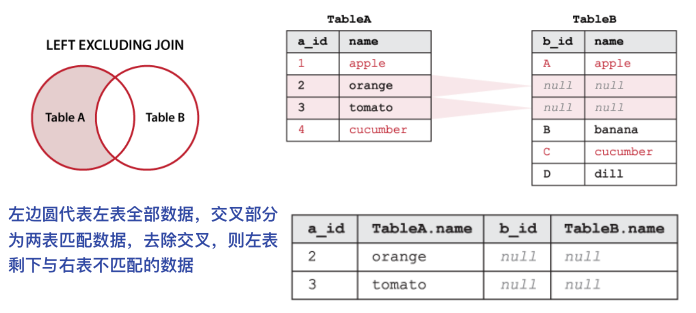 LEFT EXCLUDING JOIN
Table A
Table B
TableA
a_id name
1 apple
2 orange
3 tomato
4 cucumber
TableB
b_id name
A apple
null null
null null
B banana
C cucumber
D dill
左边圆代表左表全部数据，交叉部分
为两表匹配数据，去除交叉，则左表
剩下与右表不匹配的数据
a_id TableA.name b_id TableB.name
2 orange null null
3 tomato null null